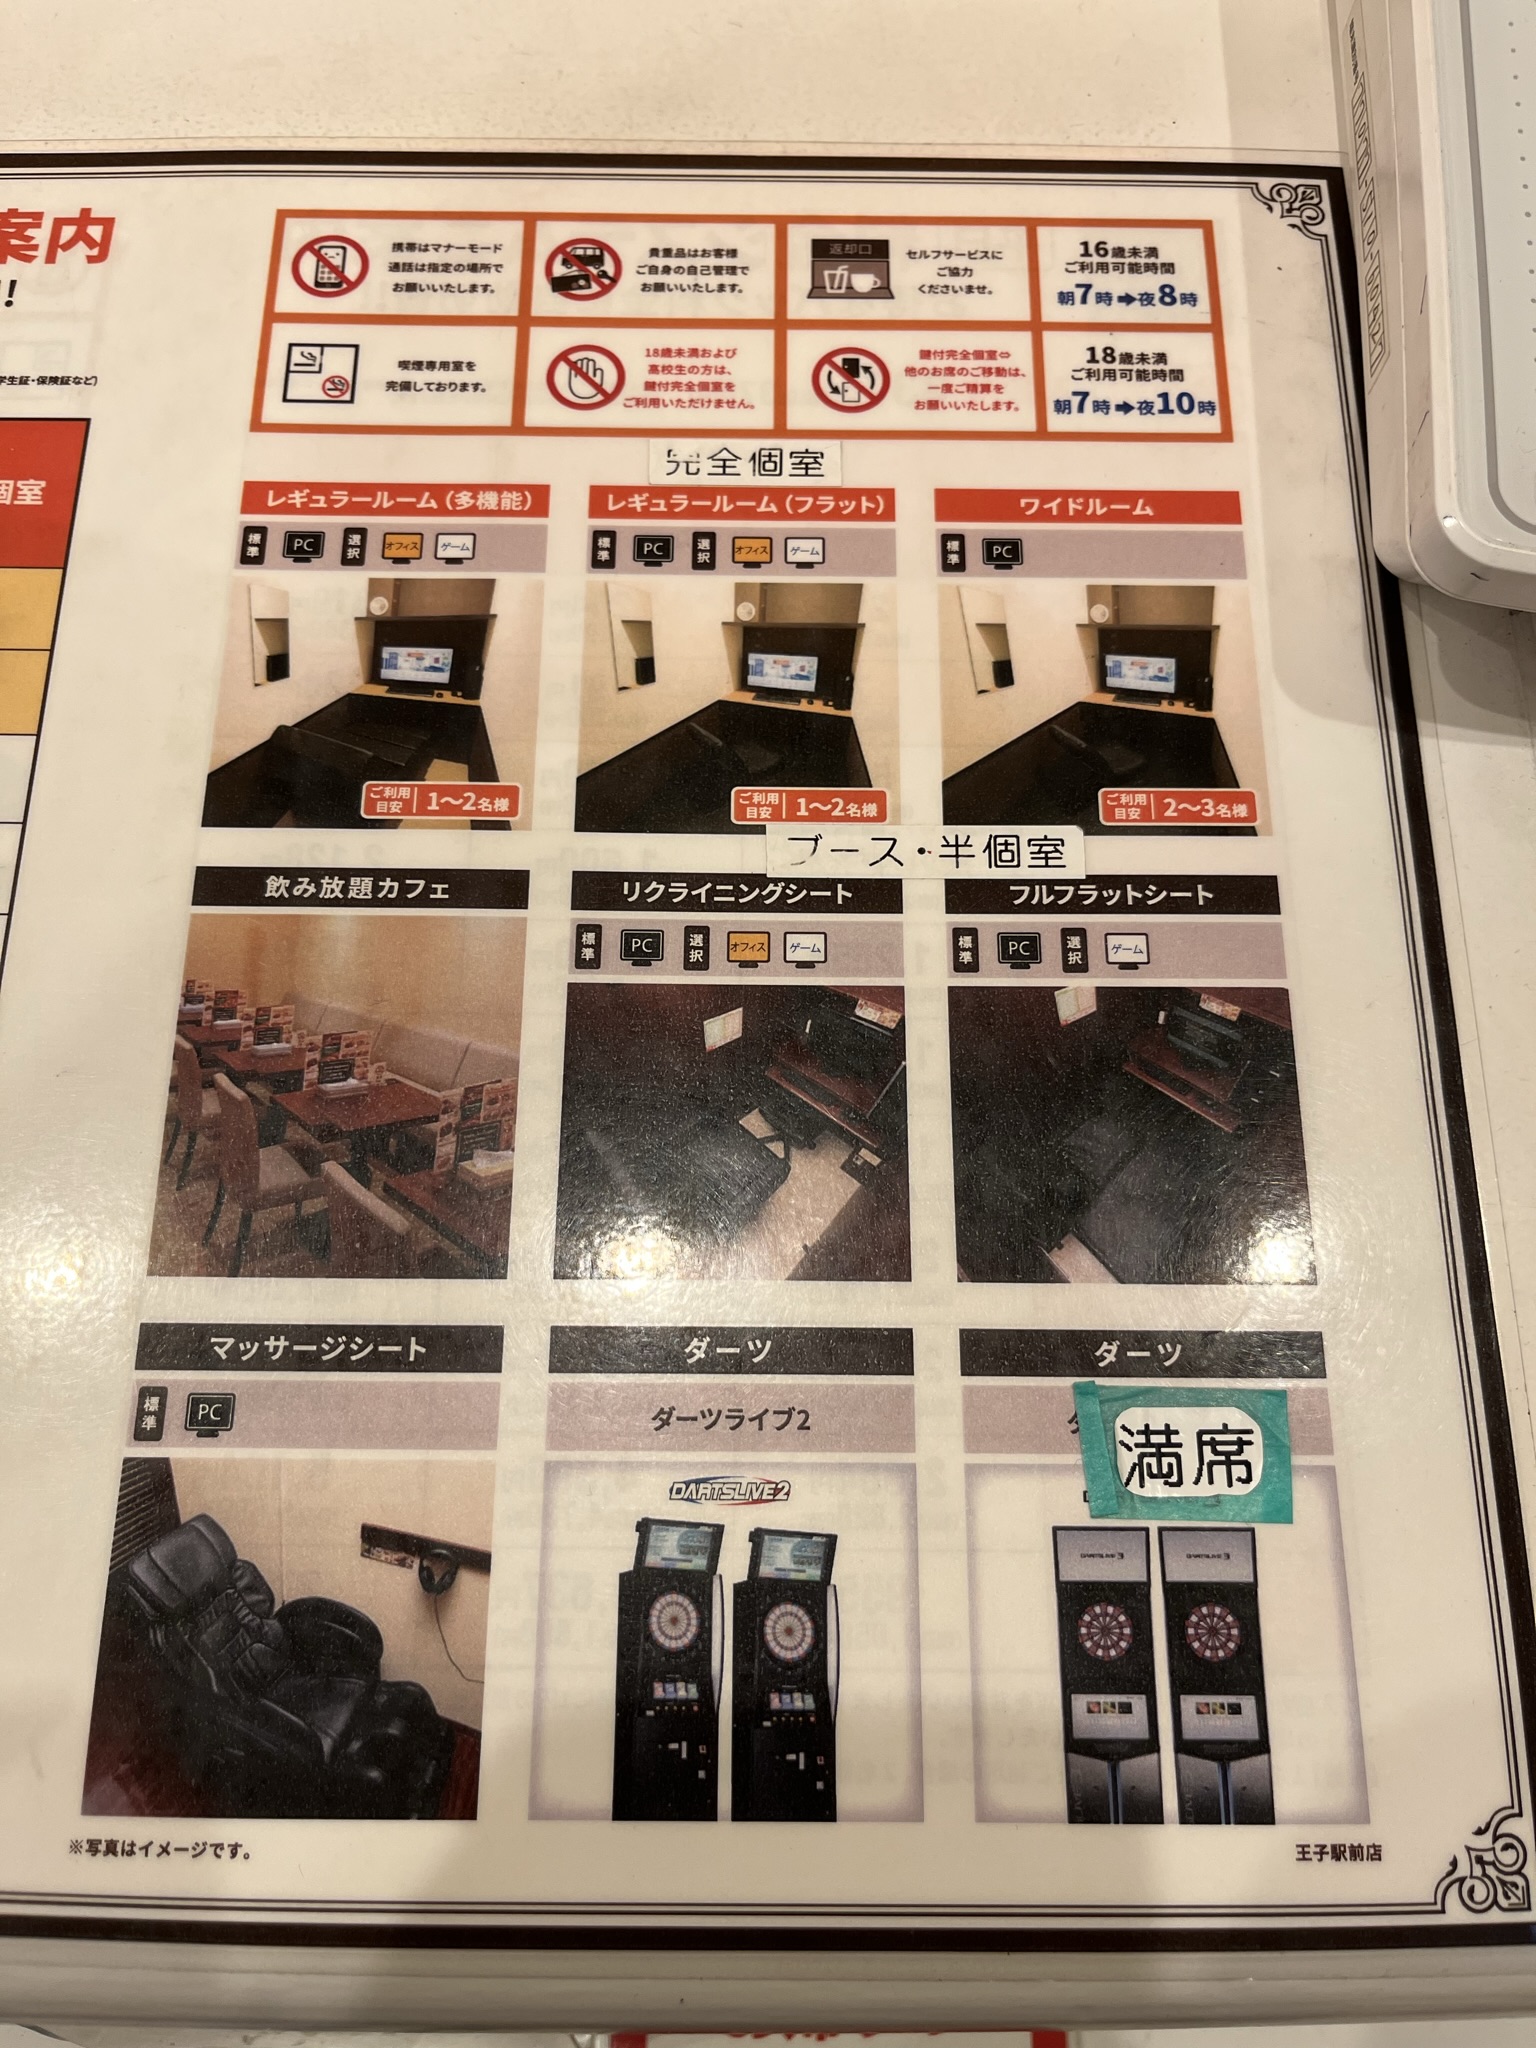 案内
!
学生証・保険証など)
個室
携帯はマナーモード
通話は指定の場所で
お願いいたします。
貴重品はお客様
ご自身の自己管理で
お願いいたします。
返却口
セルフサービスに
ご協力
くださいませ。
16歳未満
ご利用可能時間
朝7時➡夜8時
喫煙専用室を
完備しております。
18歳未満および
高校生の方は、
鍵付完全個室を
ご利用いただけません。
鍵付完全個室⇔
他のお席のご移動は、
一度ご精算を
お願いいたします。
18歳未満
ご利用可能時間
朝7時➡夜10時
完全個室
レギュラールーム(多機能)
標準 PC 選択 オフィス ゲーム
ご利用目安 1〜2名様
レギュラールーム(フラット)
標準 PC 選択 オフィス ゲーム
ご利用目安 1〜2名様
ワイドルーム
標準 PC
ご利用目安 2〜3名様
ブース・半個室
飲み放題カフェ
リクライニングシート
標準 PC 選択 オフィス ゲーム
フルフラットシート
標準 PC 選択 ゲーム
マッサージシート
標準 PC
ダーツ
ダーツライブ2
DARTSLIVE2
ダーツ
満席
DARTSLIVE3
DARTSLIVE3
※写真はイメージです。
王子駅前店